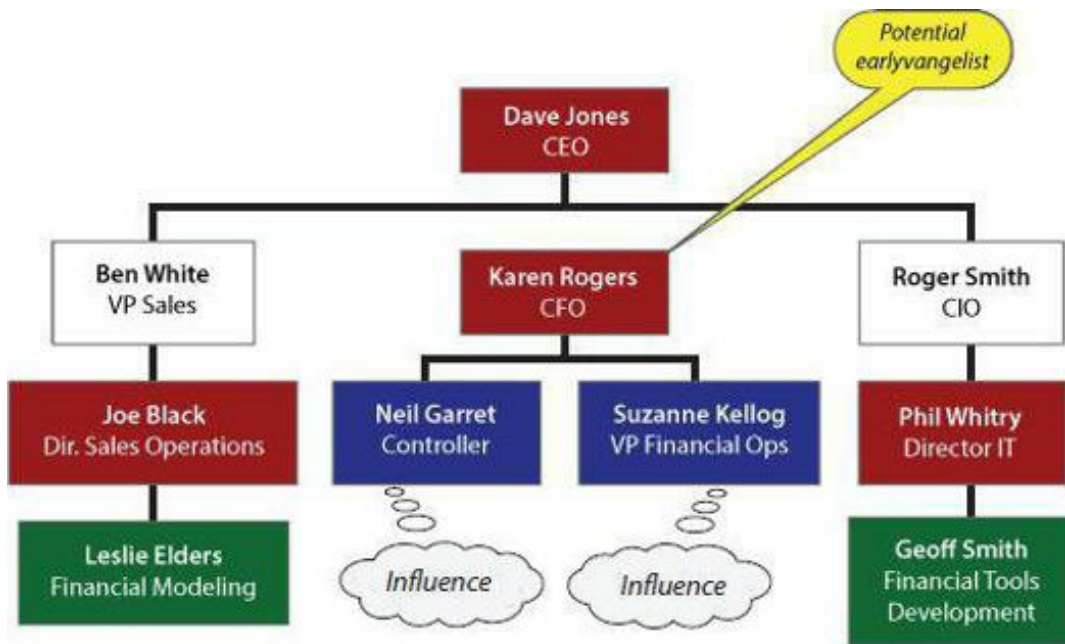 Potential
earlyvangelist
Dave Jones
CEO
Ben White
VP Sales
Karen Rogers
CFO
Roger Smith
CIO
Joe Black
Dir. Sales Operations
Neil Garret
Controller
Suzanne Kellog
VP Financial Ops
Phil Whitry
Director IT
Leslie Elders
Financial Modeling
Influence
Influence
Geoff Smith
Financial Tools
Development